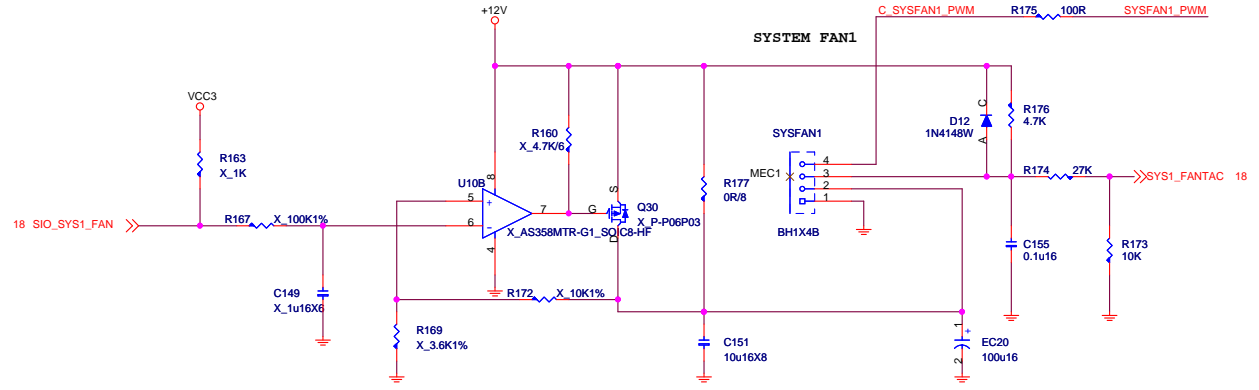 C_SYSFAN1_PWM R175 100R SYSFAN1_PWM
+12V
SYSTEM FAN1
VCC3
R163
X_1K
R160
X_4.7K/6
D12
1N4148W
C
A
R176
4.7K
SYSFAN1
MEC1
4
3
2
1
BH1X4B
R177
0R/8
R174 27K
SYS1_FANTAC 18
18 SIO_SYS1_FAN
R167 X_100K1%
U10B
8
5
+
6
-
7
4
X_AS358MTR-G1_SOIC8-HF
G
S
D
Q30
X_P-P06P03
C155
0.1u16
R173
10K
C149
X_1u16X6
R172 X_10K1%
R169
X_3.6K1%
C151
10u16X8
1
+
2
EC20
100u16